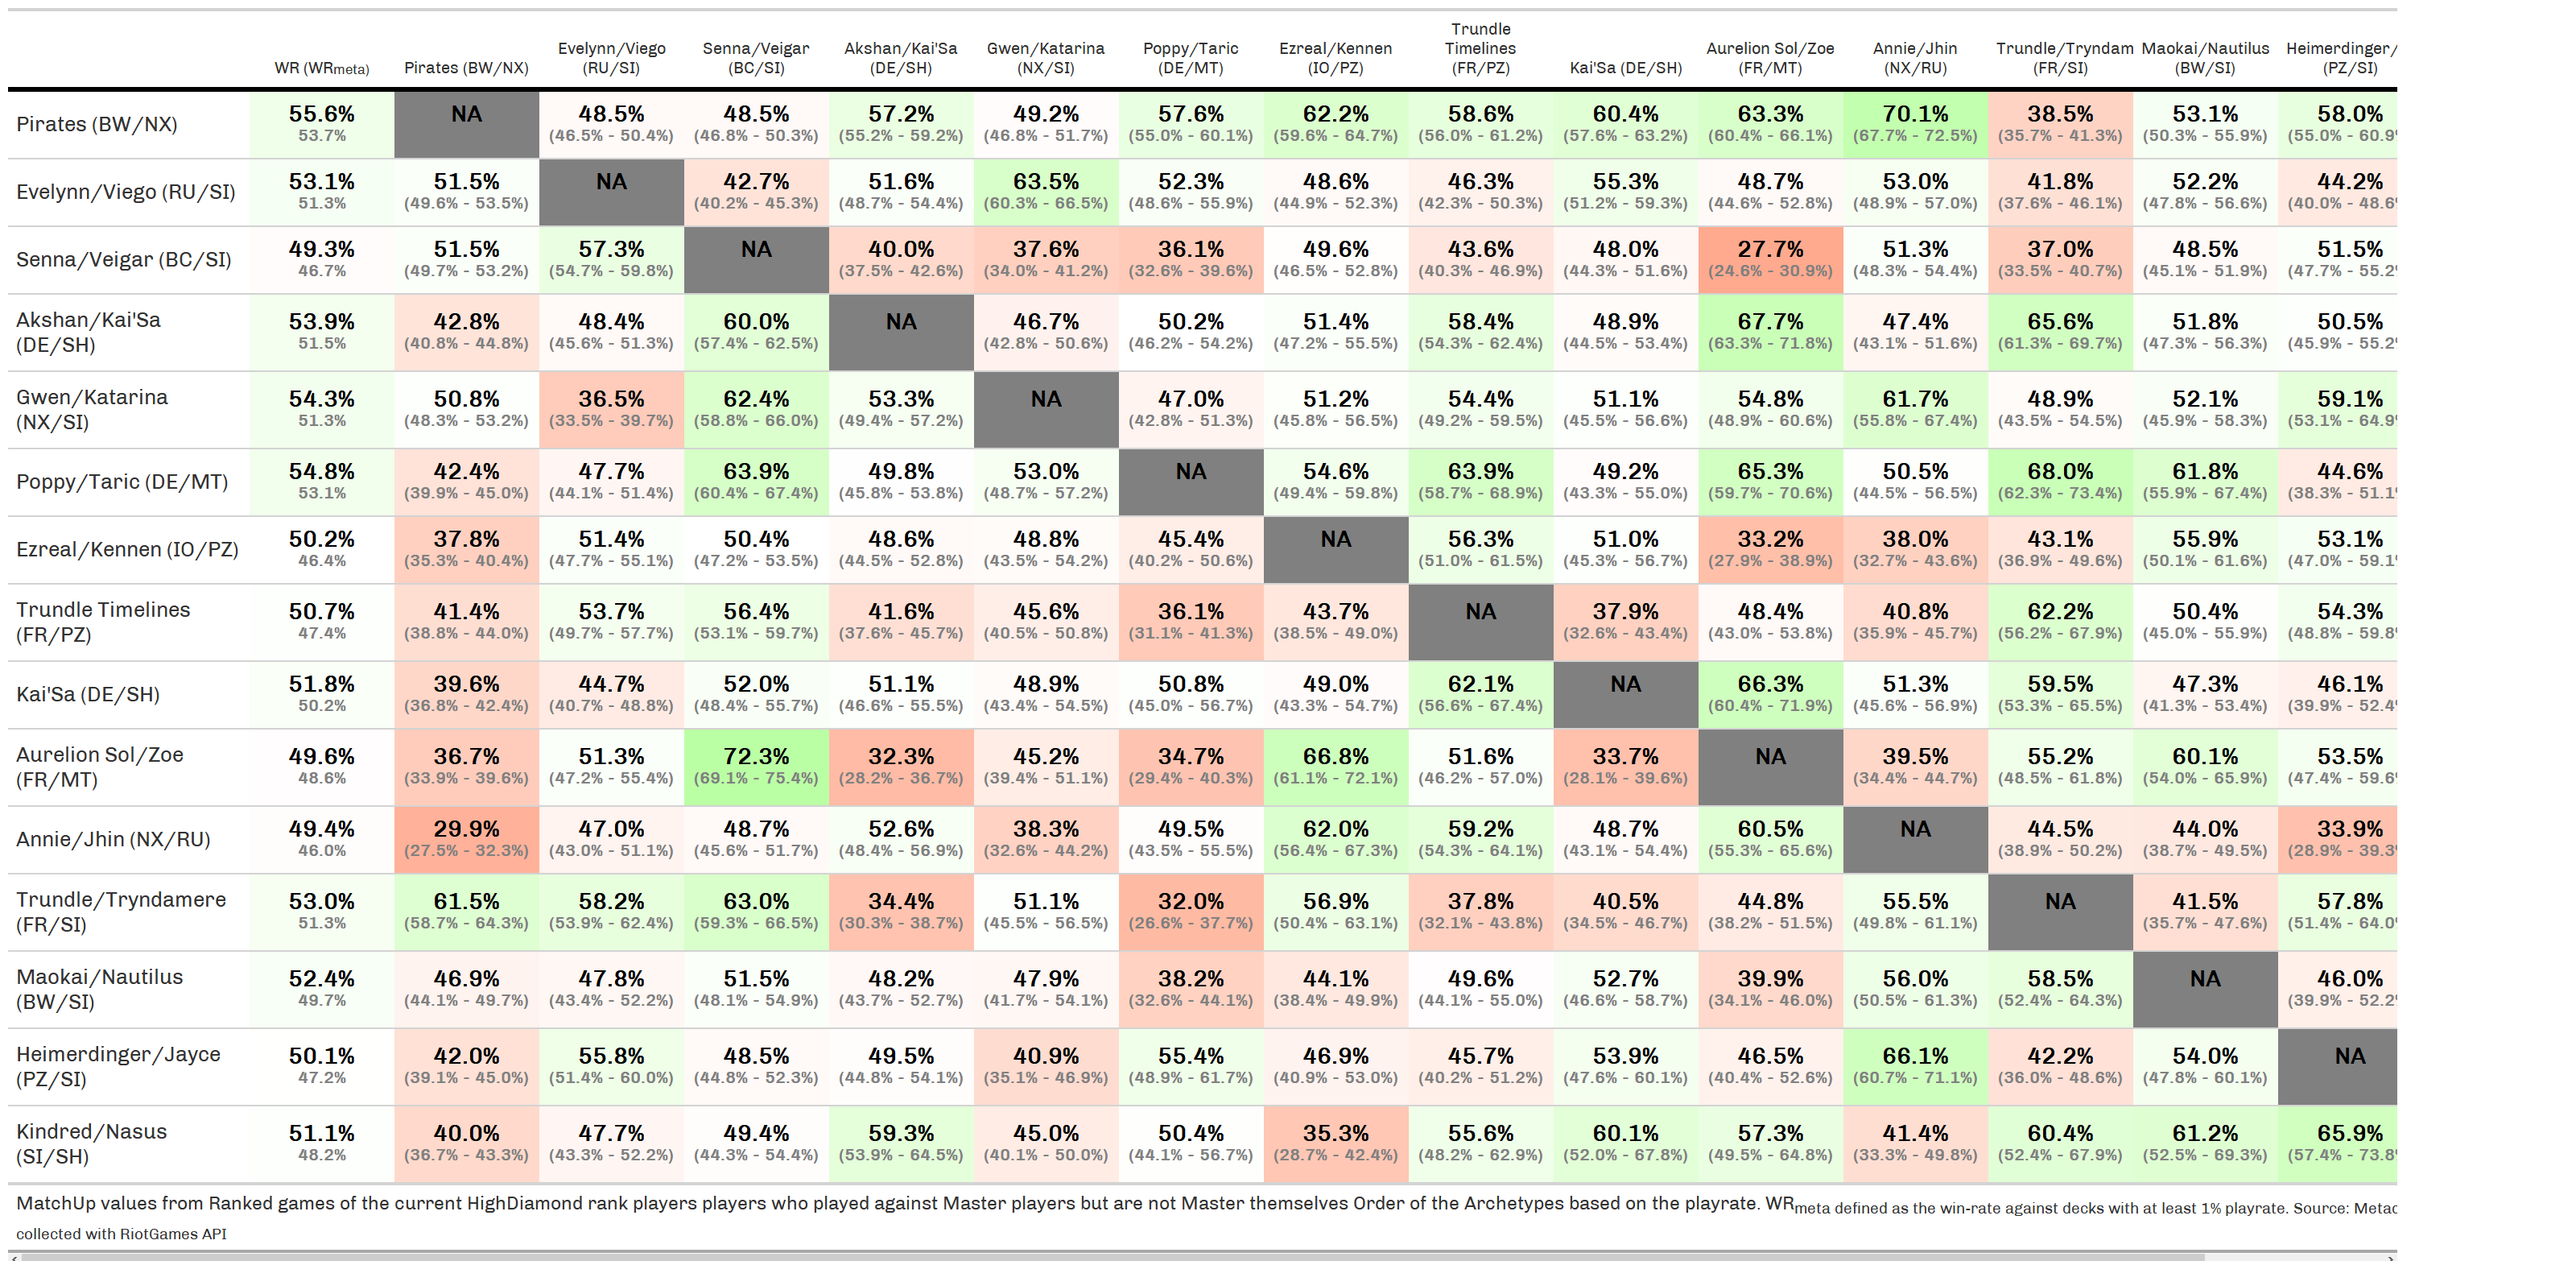 WR (WRmeta) Pirates (BW/NX) Evelynn/Viego (RU/SI) Senna/Veigar (BC/SI) Akshan/Kai'Sa (DE/SH) Gwen/Katarina (NX/SI) Poppy/Taric (DE/MT) Ezreal/Kennen (IO/PZ) Trundle Timelines (FR/PZ) Kai'Sa (DE/SH) Aurelion Sol/Zoe (FR/MT) Annie/Jhin (NX/RU) Trundle/Tryndam (FR/SI) Maokai/Nautilus (BW/SI) Heimerdinger/ (PZ/SI)
Pirates (BW/NX) 55.6% NA 48.5% 48.5% 57.2% 49.2% 57.6% 62.2% 58.6% 60.4% 63.3% 70.1% 38.5% 53.1% 58.0%
53.7% (46.5% - 50.4%) (46.8% - 50.3%) (55.2% - 59.2%) (46.8% - 51.7%) (55.0% - 60.1%) (59.6% - 64.7%) (56.0% - 61.2%) (57.6% - 63.2%) (60.4% - 66.1%) (67.7% - 72.5%) (35.7% - 41.3%) (50.3% - 55.9%) (55.0% - 60.9%
Evelynn/Viego (RU/SI) 53.1% 51.5% NA 42.7% 51.6% 63.5% 52.3% 48.6% 46.3% 55.3% 48.7% 53.0% 41.8% 52.2% 44.2%
51.3% (49.6% - 53.5%) (40.2% - 45.3%) (48.7% - 54.4%) (60.3% - 66.5%) (48.6% - 55.9%) (44.9% - 52.3%) (42.3% - 50.3%) (51.2% - 59.3%) (44.6% - 52.8%) (48.9% - 57.0%) (37.6% - 46.1%) (47.8% - 56.6%) (40.0% - 48.6%
Senna/Veigar (BC/SI) 49.3% 51.5% 57.3% NA 40.0% 37.6% 36.1% 49.6% 43.6% 48.0% 27.7% 51.3% 37.0% 48.5% 51.5%
46.7% (49.7% - 53.2%) (54.7% - 59.8%) (37.5% - 42.6%) (34.0% - 41.2%) (32.6% - 39.6%) (46.5% - 52.8%) (40.3% - 46.9%) (44.3% - 51.6%) (24.6% - 30.9%) (48.3% - 54.4%) (33.5% - 40.7%) (45.1% - 51.9%) (47.7% - 55.2%
Akshan/Kai'Sa (DE/SH) 53.9% 42.8% 48.4% 60.0% NA 46.7% 50.2% 51.4% 58.4% 48.9% 67.7% 47.4% 65.6% 51.8% 50.5%
51.5% (40.8% - 44.8%) (45.6% - 51.3%) (57.4% - 62.5%) (42.8% - 50.6%) (46.2% - 54.2%) (47.2% - 55.5%) (54.3% - 62.4%) (44.5% - 53.4%) (63.3% - 71.8%) (43.1% - 51.6%) (61.3% - 69.7%) (47.3% - 56.3%) (45.9% - 55.2%
Gwen/Katarina (NX/SI) 54.3% 50.8% 36.5% 62.4% 53.3% NA 47.0% 51.2% 54.4% 51.1% 54.8% 61.7% 48.9% 52.1% 59.1%
51.3% (48.3% - 53.2%) (33.5% - 39.7%) (58.8% - 66.0%) (49.4% - 57.2%) (42.8% - 51.3%) (45.8% - 56.5%) (49.2% - 59.5%) (45.5% - 56.6%) (48.9% - 60.6%) (55.8% - 67.4%) (43.5% - 54.5%) (45.9% - 58.3%) (53.1% - 64.9%
Poppy/Taric (DE/MT) 54.8% 42.4% 47.7% 63.9% 49.8% 53.0% NA 54.6% 63.9% 49.2% 65.3% 50.5% 68.0% 61.8% 44.6%
53.1% (39.9% - 45.0%) (44.1% - 51.4%) (60.4% - 67.4%) (45.8% - 53.8%) (48.7% - 57.2%) (49.4% - 59.8%) (58.7% - 68.9%) (43.3% - 55.0%) (59.7% - 70.6%) (44.5% - 56.5%) (62.3% - 73.4%) (55.9% - 67.4%) (38.3% - 51.1%
Ezreal/Kennen (IO/PZ) 50.2% 37.8% 51.4% 50.4% 48.6% 48.8% 45.4% NA 56.3% 51.0% 33.2% 38.0% 43.1% 55.9% 53.1%
46.4% (35.3% - 40.4%) (47.7% - 55.1%) (47.2% - 53.5%) (44.5% - 52.8%) (43.5% - 54.2%) (40.2% - 50.6%) (51.0% - 61.5%) (45.3% - 56.7%) (27.9% - 38.9%) (32.7% - 43.6%) (36.9% - 49.6%) (50.1% - 61.6%) (47.0% - 59.1%
Trundle Timelines (FR/PZ) 50.7% 41.4% 53.7% 56.4% 41.6% 45.6% 36.1% 43.7% NA 37.9% 48.4% 40.8% 62.2% 50.4% 54.3%
47.4% (38.8% - 44.0%) (49.7% - 57.7%) (53.1% - 59.7%) (37.6% - 45.7%) (40.5% - 50.8%) (31.1% - 41.3%) (38.5% - 49.0%) (32.6% - 43.4%) (43.0% - 53.8%) (35.9% - 45.7%) (56.2% - 67.9%) (45.0% - 55.9%) (48.8% - 59.8%
Kai'Sa (DE/SH) 51.8% 39.6% 44.7% 52.0% 51.1% 48.9% 50.8% 49.0% 62.1% NA 66.3% 51.3% 59.5% 47.3% 46.1%
50.2% (36.8% - 42.4%) (40.7% - 48.8%) (48.4% - 55.7%) (46.6% - 55.5%) (43.4% - 54.5%) (45.0% - 56.7%) (43.3% - 54.7%) (56.6% - 67.4%) (60.4% - 71.9%) (45.6% - 56.9%) (53.3% - 65.5%) (41.3% - 53.4%) (39.9% - 52.4%
Aurelion Sol/Zoe (FR/MT) 49.6% 36.7% 51.3% 72.3% 32.3% 45.2% 34.7% 66.8% 51.6% 33.7% NA 39.5% 55.2% 60.1% 53.5%
48.6% (33.9% - 39.6%) (47.2% - 55.4%) (69.1% - 75.4%) (28.2% - 36.7%) (39.4% - 51.1%) (29.4% - 40.3%) (61.1% - 72.1%) (46.2% - 57.0%) (28.1% - 39.6%) (34.4% - 44.7%) (48.5% - 61.8%) (54.0% - 65.9%) (47.4% - 59.6%
Annie/Jhin (NX/RU) 49.4% 29.9% 47.0% 48.7% 52.6% 38.3% 49.5% 62.0% 59.2% 48.7% 60.5% NA 44.5% 44.0% 33.9%
46.0% (27.5% - 32.3%) (43.0% - 51.1%) (45.6% - 51.7%) (48.4% - 56.9%) (32.6% - 44.2%) (43.5% - 55.5%) (56.4% - 67.3%) (54.3% - 64.1%) (43.1% - 54.4%) (55.3% - 65.6%) (38.9% - 50.2%) (38.7% - 49.5%) (28.9% - 39.3%
Trundle/Tryndamere (FR/SI) 53.0% 61.5% 58.2% 63.0% 34.4% 51.1% 32.0% 56.9% 37.8% 40.5% 44.8% 55.5% NA 41.5% 57.8%
51.3% (58.7% - 64.3%) (53.9% - 62.4%) (59.3% - 66.5%) (30.3% - 38.7%) (45.5% - 56.5%) (26.6% - 37.7%) (50.4% - 63.1%) (32.1% - 43.8%) (34.5% - 46.7%) (38.2% - 51.5%) (49.8% - 61.1%) (35.7% - 47.6%) (51.4% - 64.0%
Maokai/Nautilus (BW/SI) 52.4% 46.9% 47.8% 51.5% 48.2% 47.9% 38.2% 44.1% 49.6% 52.7% 39.9% 56.0% 58.5% NA 46.0%
49.7% (44.1% - 49.7%) (43.4% - 52.2%) (48.1% - 54.9%) (43.7% - 52.7%) (41.7% - 54.1%) (32.6% - 44.1%) (38.4% - 49.9%) (44.1% - 55.0%) (46.6% - 58.7%) (34.1% - 46.0%) (50.5% - 61.3%) (52.4% - 64.3%) (39.9% - 52.2%
Heimerdinger/Jayce (PZ/SI) 50.1% 42.0% 55.8% 48.5% 49.5% 40.9% 55.4% 46.9% 45.7% 53.9% 46.5% 66.1% 42.2% 54.0% NA
47.2% (39.1% - 45.0%) (51.4% - 60.0%) (44.8% - 52.3%) (44.8% - 54.1%) (35.1% - 46.9%) (48.9% - 61.7%) (40.9% - 53.0%) (40.2% - 51.2%) (47.6% - 60.1%) (40.4% - 52.6%) (60.7% - 71.1%) (36.0% - 48.6%) (47.8% - 60.1%)
Kindred/Nasus (SI/SH) 51.1% 40.0% 47.7% 49.4% 59.3% 45.0% 50.4% 35.3% 55.6% 60.1% 57.3% 41.4% 60.4% 61.2% 65.9%
48.2% (36.7% - 43.3%) (43.3% - 52.2%) (44.3% - 54.4%) (53.9% - 64.5%) (40.1% - 50.0%) (44.1% - 56.7%) (28.7% - 42.4%) (48.2% - 62.9%) (52.0% - 67.8%) (49.5% - 64.8%) (33.3% - 49.8%) (52.4% - 67.9%) (52.5% - 69.3%) (57.4% - 73.8%
MatchUp values from Ranked games of the current HighDiamond rank players players who played against Master players but are not Master themselves Order of the Archetypes based on the playrate. WRmeta defined as the win-rate against decks with at least 1% playrate. Source:
collected with RiotGames API